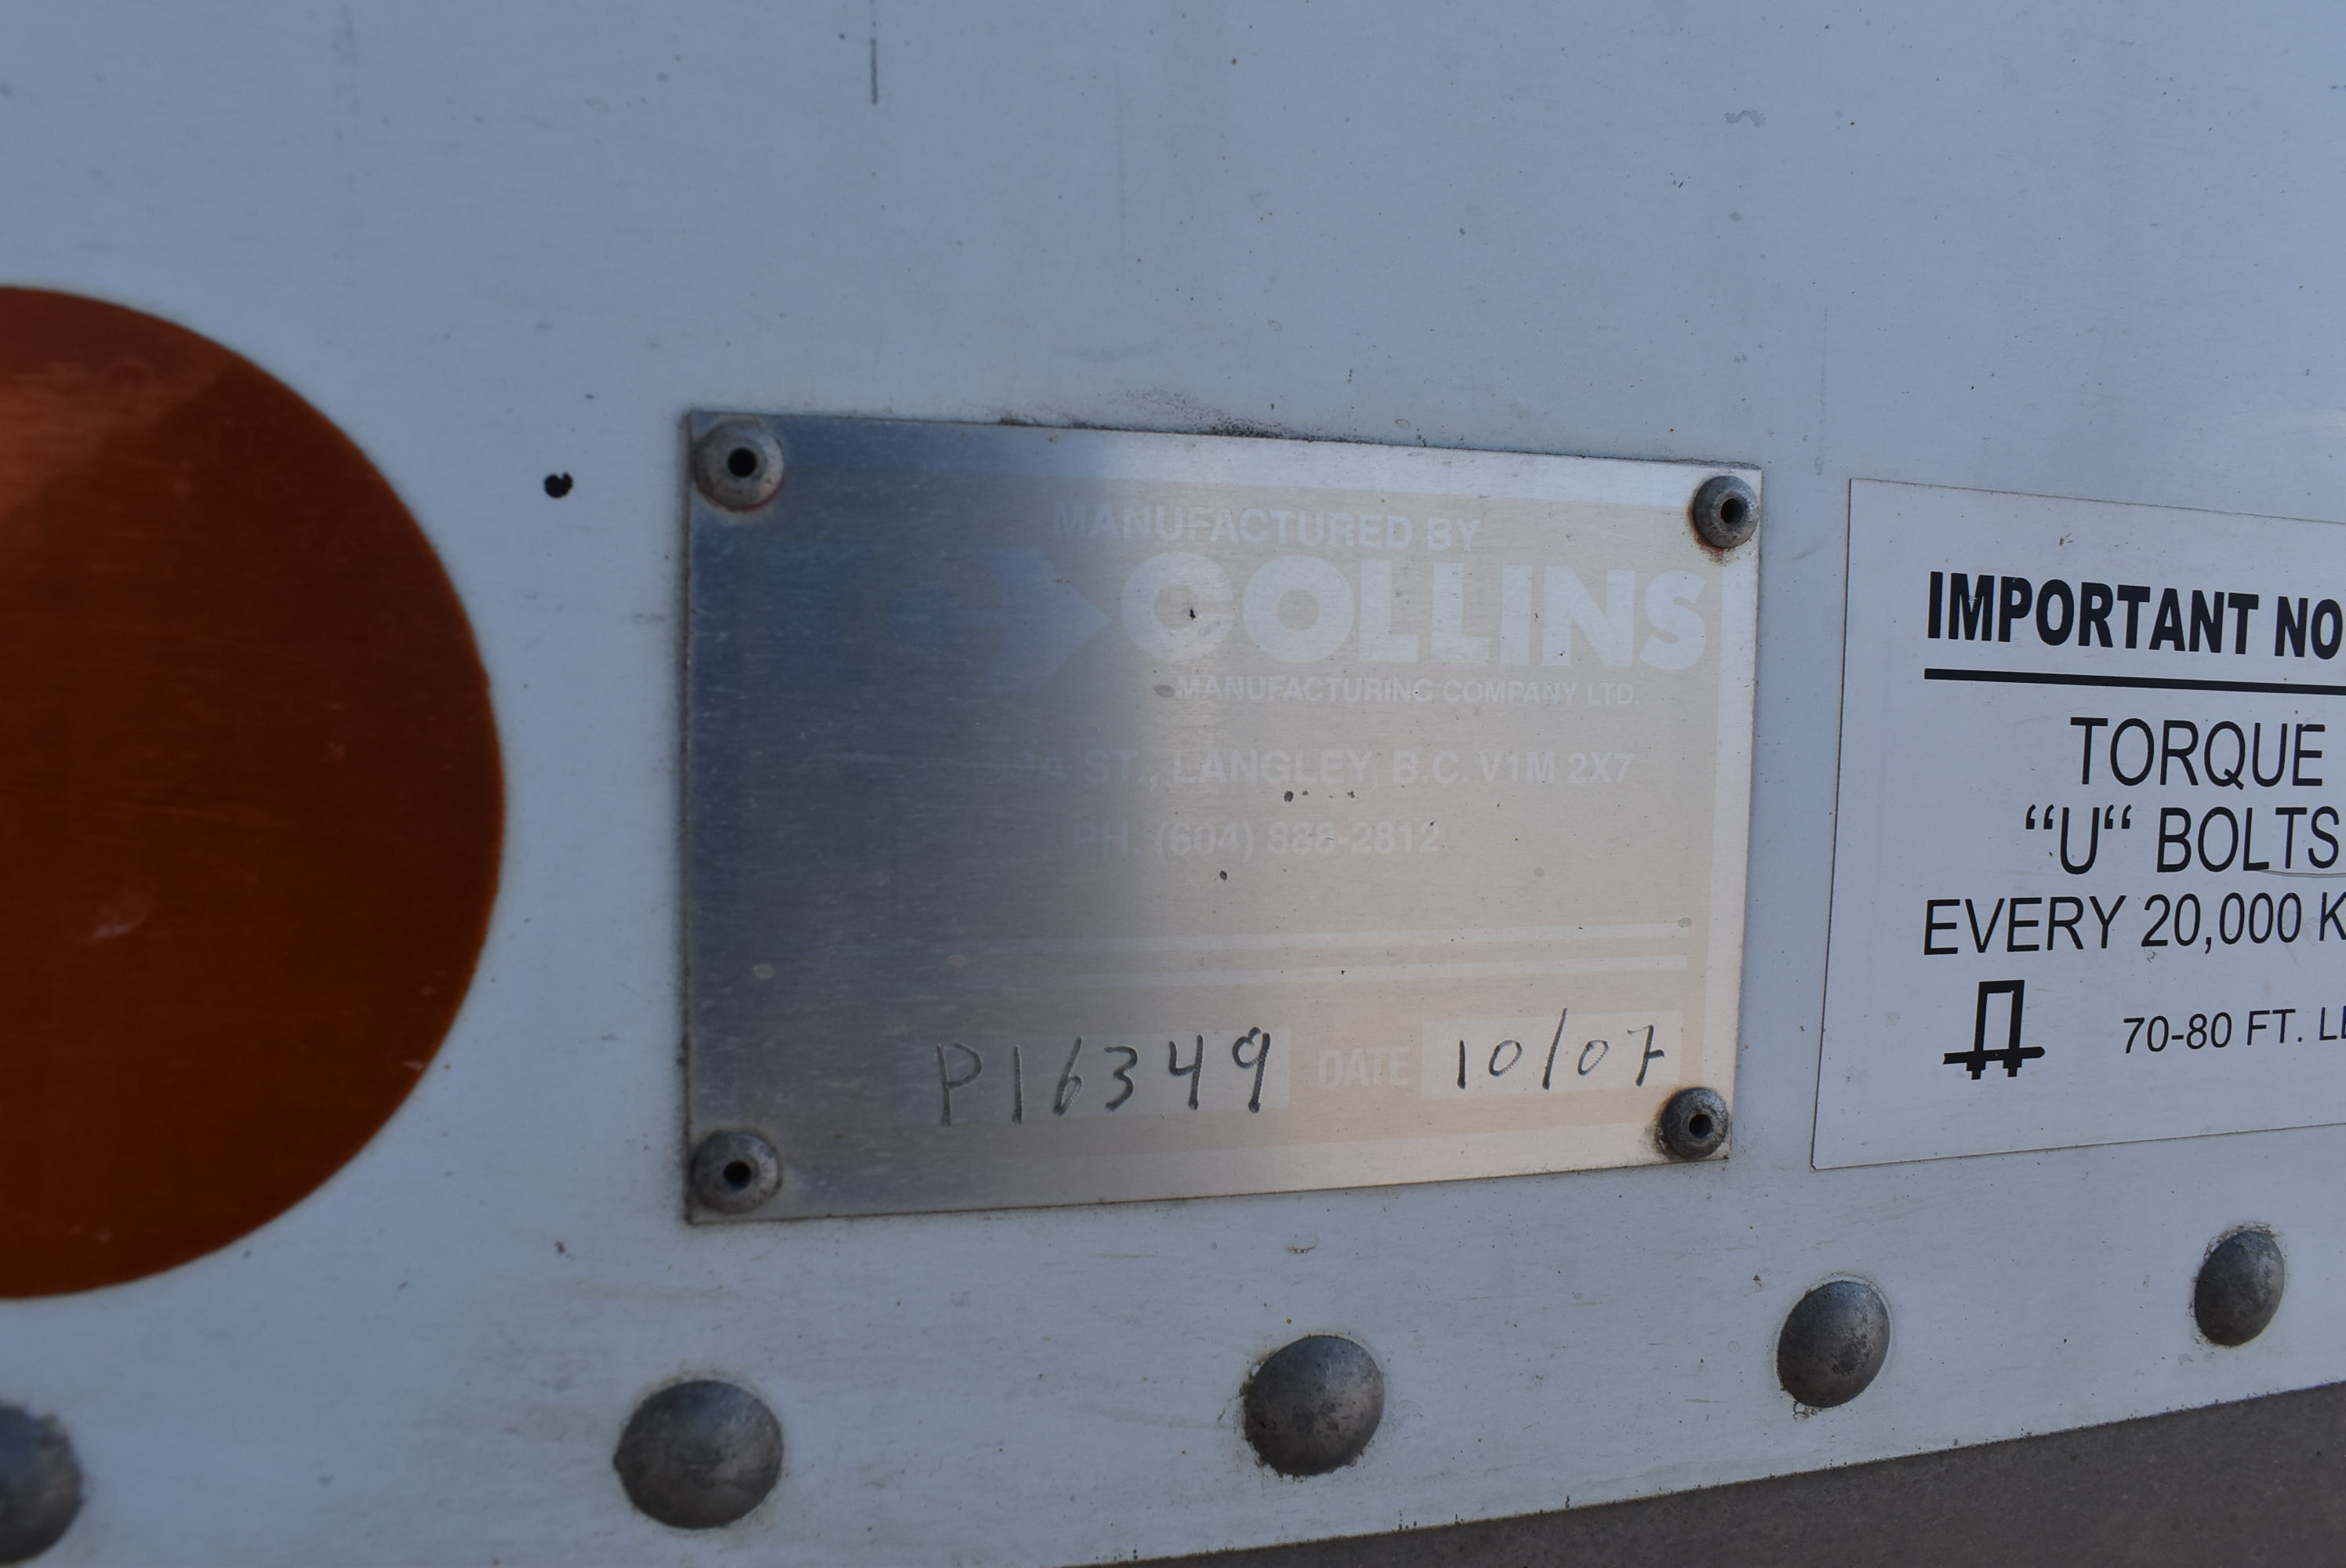 MANUFACTURED BY
COLLINS
MANUFACTURING COMPANY LTD.
ST., LANGLEY, B.C. V1M 2X7
PH. (604) 888-2812
P16349 DATE 10/07
IMPORTANT NO
TORQUE
“U“ BOLTS
EVERY 20,000 K
70-80 FT. L